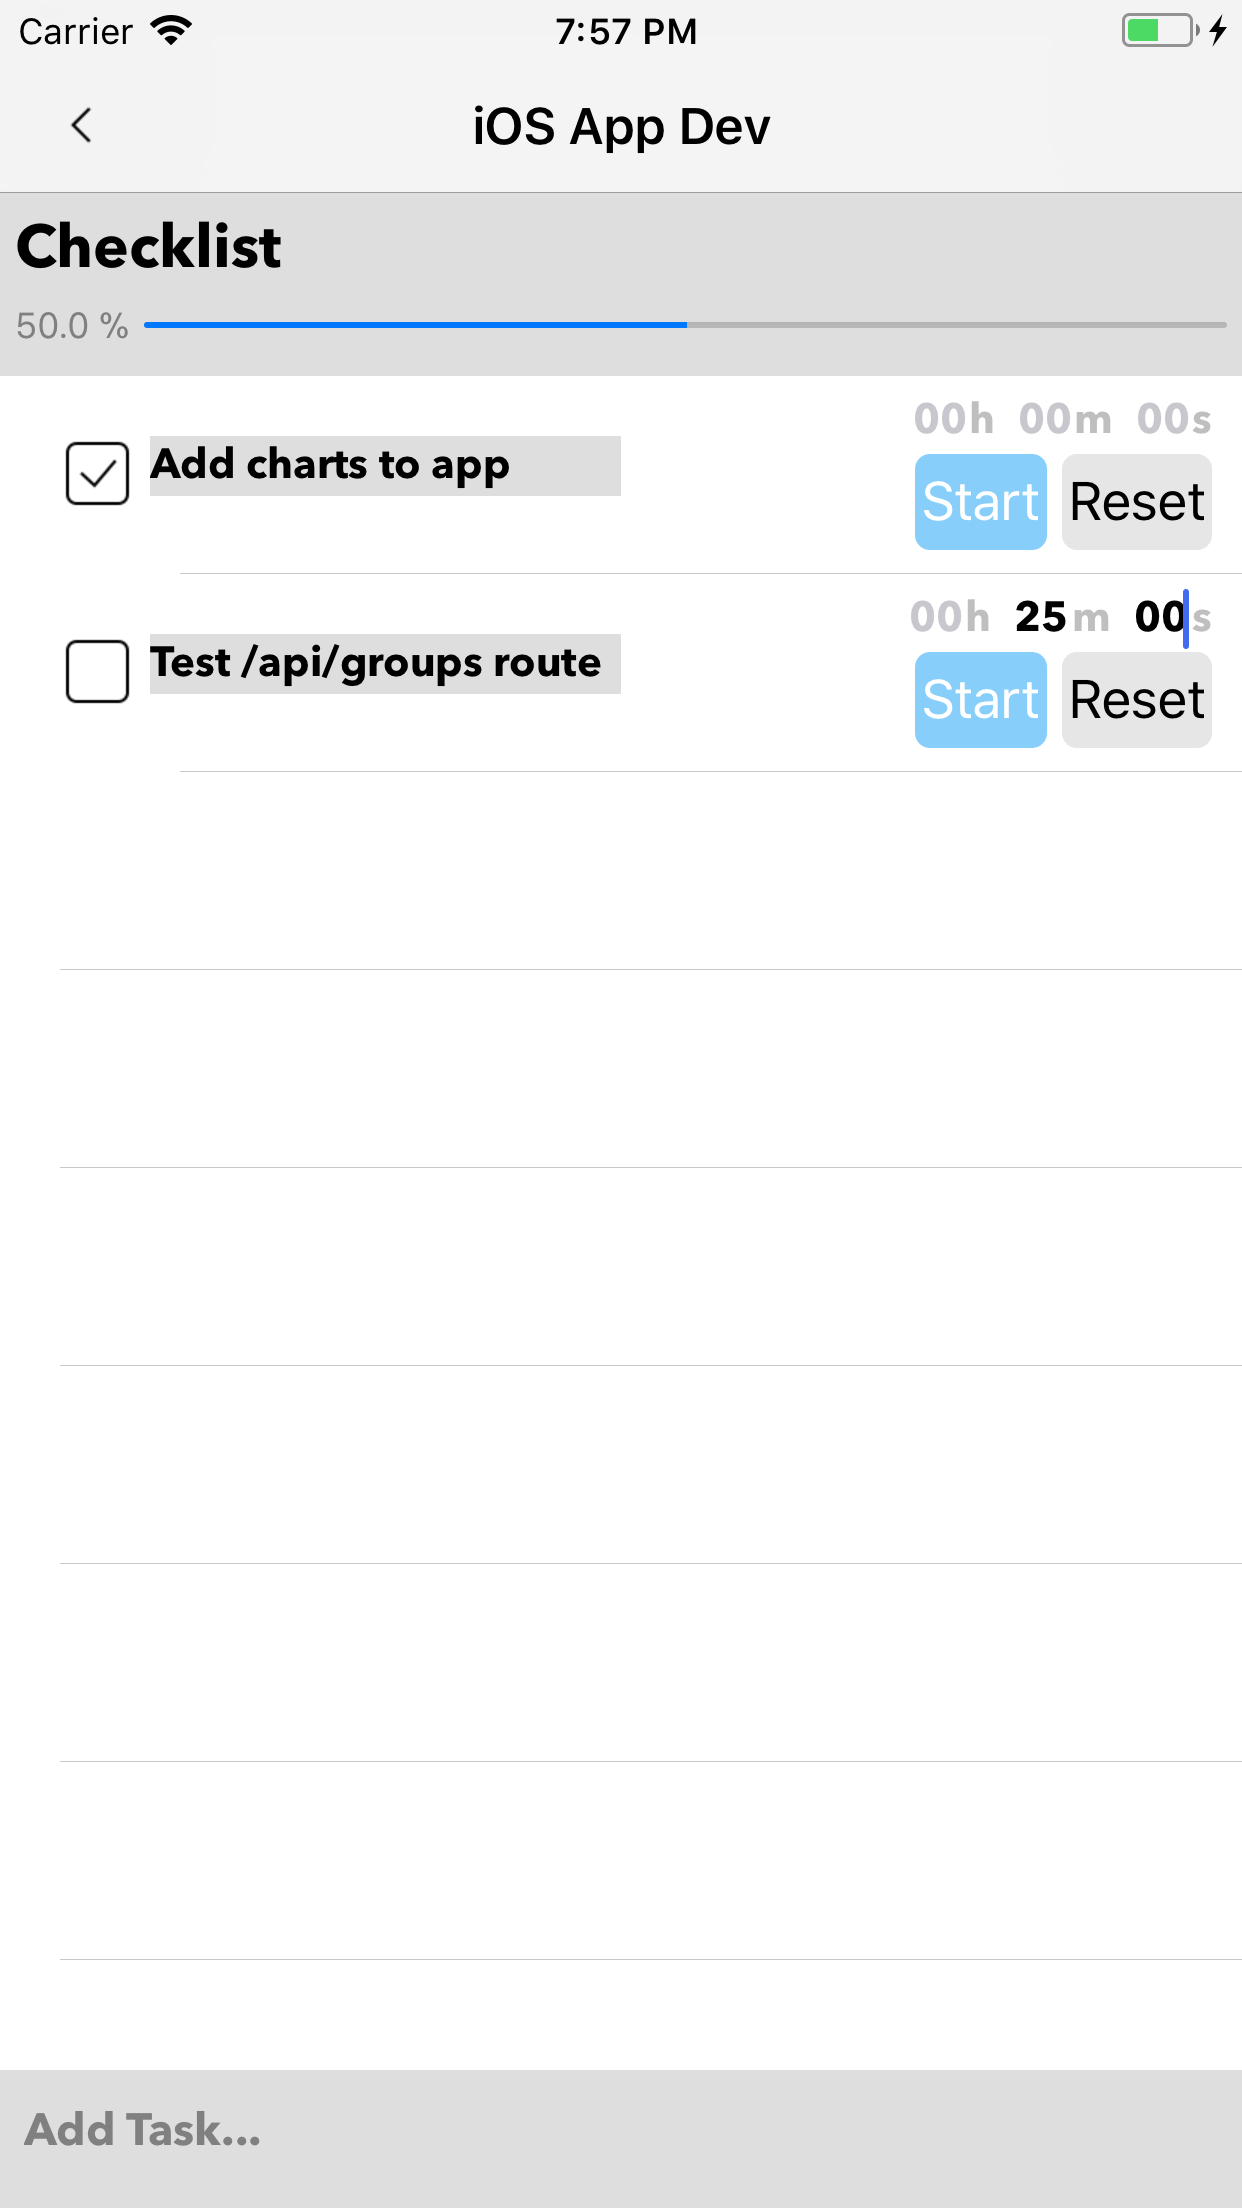 Carrier 7:57 PM
iOS App Dev
Checklist
50.0 %
00h 00m 00s
Add charts to app
Start Reset
00h 25m 00s
Test /api/groups route
Start Reset
Add Task...